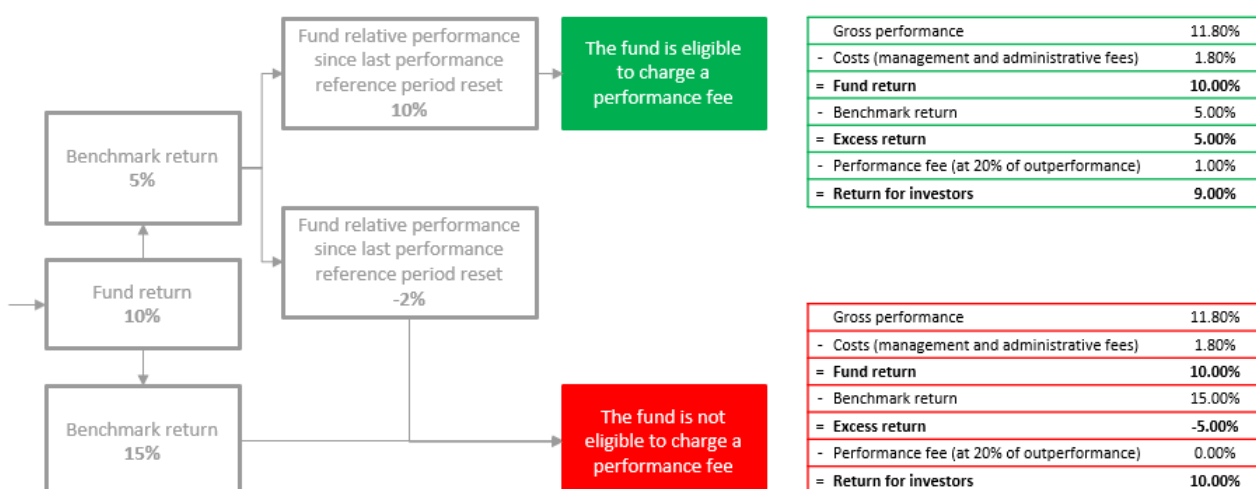 Fund relative performance
since last performance
reference period reset
10%
The fund is eligible
to charge a
performance fee
Benchmark return
5%
Fund relative performance
since last performance
reference period reset
-2%
Fund return
10%
Benchmark return
15%
The fund is not
eligible to charge a
performance fee
Gross performance 11.80%
- Costs (management and administrative fees) 1.80%
= Fund return 10.00%
- Benchmark return 5.00%
= Excess return 5.00%
- Performance fee (at 20% of outperformance) 1.00%
= Return for investors 9.00%
Gross performance 11.80%
- Costs (management and administrative fees) 1.80%
= Fund return 10.00%
- Benchmark return 15.00%
= Excess return -5.00%
- Performance fee (at 20% of outperformance) 0.00%
= Return for investors 10.00%